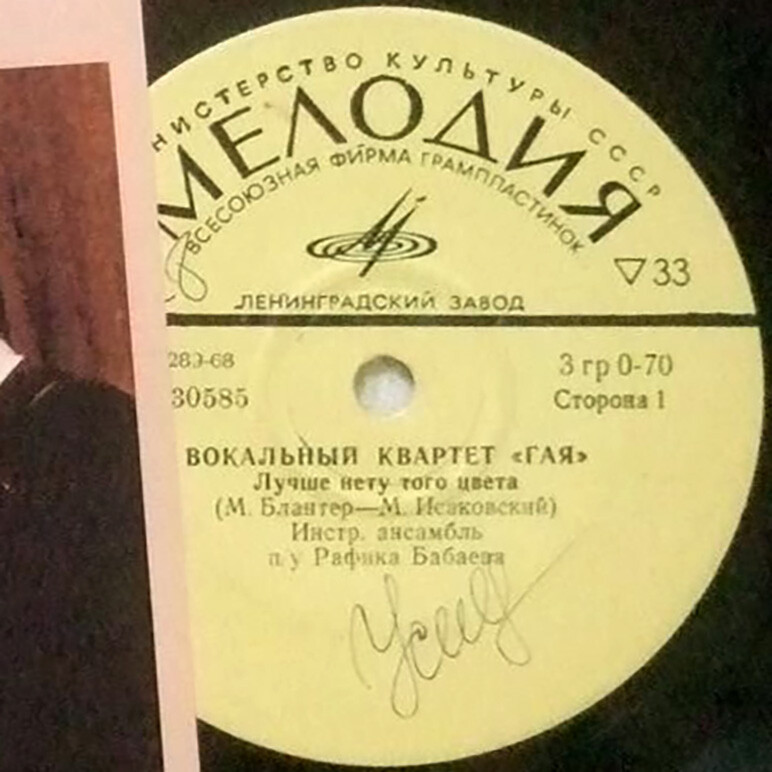 НИСТЕРСТВО КУЛЬТУРЫ СССР
МЕЛОДИЯ
ВСЕСОЮЗНАЯ ФИРМА ГРАМПЛАСТИНОК
▽33
ЛЕНИНГРАДСКИЙ ЗАВОД
289-68
30585
3 гр 0-70
Сторона 1
ВОКАЛЬНЫЙ КВАРТЕТ «ГАЯ»
Лучше нету того цвета
(М. Блантер—М. Исаковский)
Инстр. ансамбль
п/у Рафика Бабаева